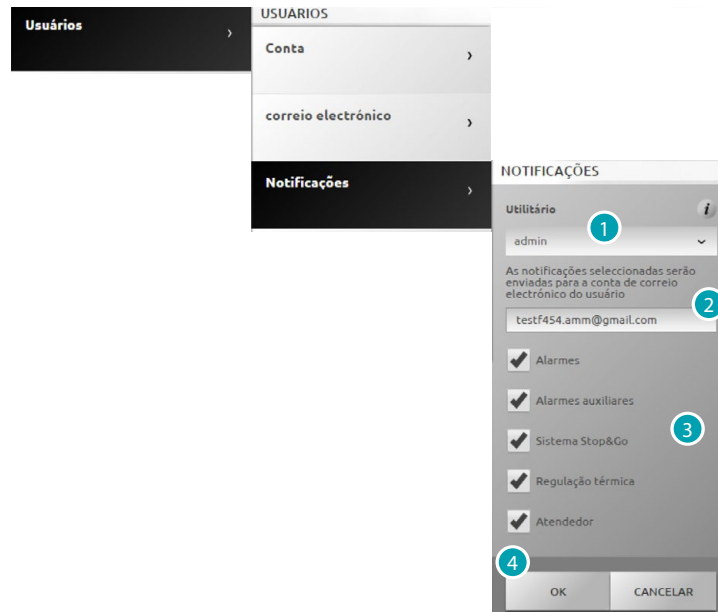 Usuários
USUÁRIOS
Conta
correio electrónico
Notificações
NOTIFICAÇÕES
Utilitário
i
1
admin
As notificações seleccionadas serão
enviadas para a conta de correio
electrónico do usuário
2
testf454.amm@gmail.com
Alarmes
Alarmes auxiliares
3
Sistema Stop&Go
Regulação térmica
Atendedor
4
OK CANCELAR